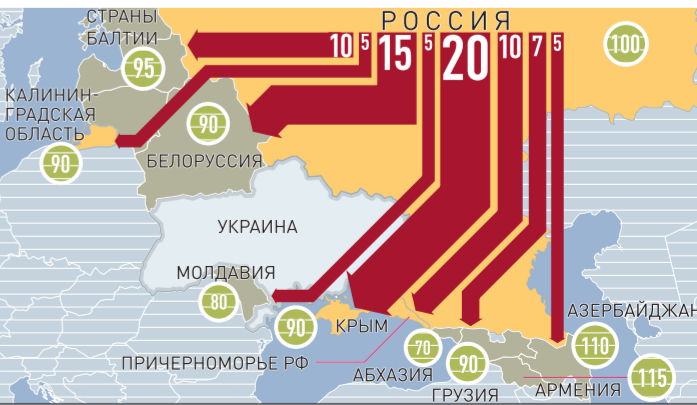 СТРАНЫ
БАЛТИИ
95
РОССИЯ
100
10 5 15 5 20 10 7 5
КАЛИНИН-
ГРАДСКАЯ
ОБЛАСТЬ
90
90
БЕЛОРУССИЯ
УКРАИНА
МОЛДАВИЯ
80
90
КРЫМ
ПРИЧЕРНОМОРЬЕ РФ
70
АБХАЗИЯ
90
ГРУЗИЯ
АЗЕРБАЙДЖАН
110
АРМЕНИЯ
115